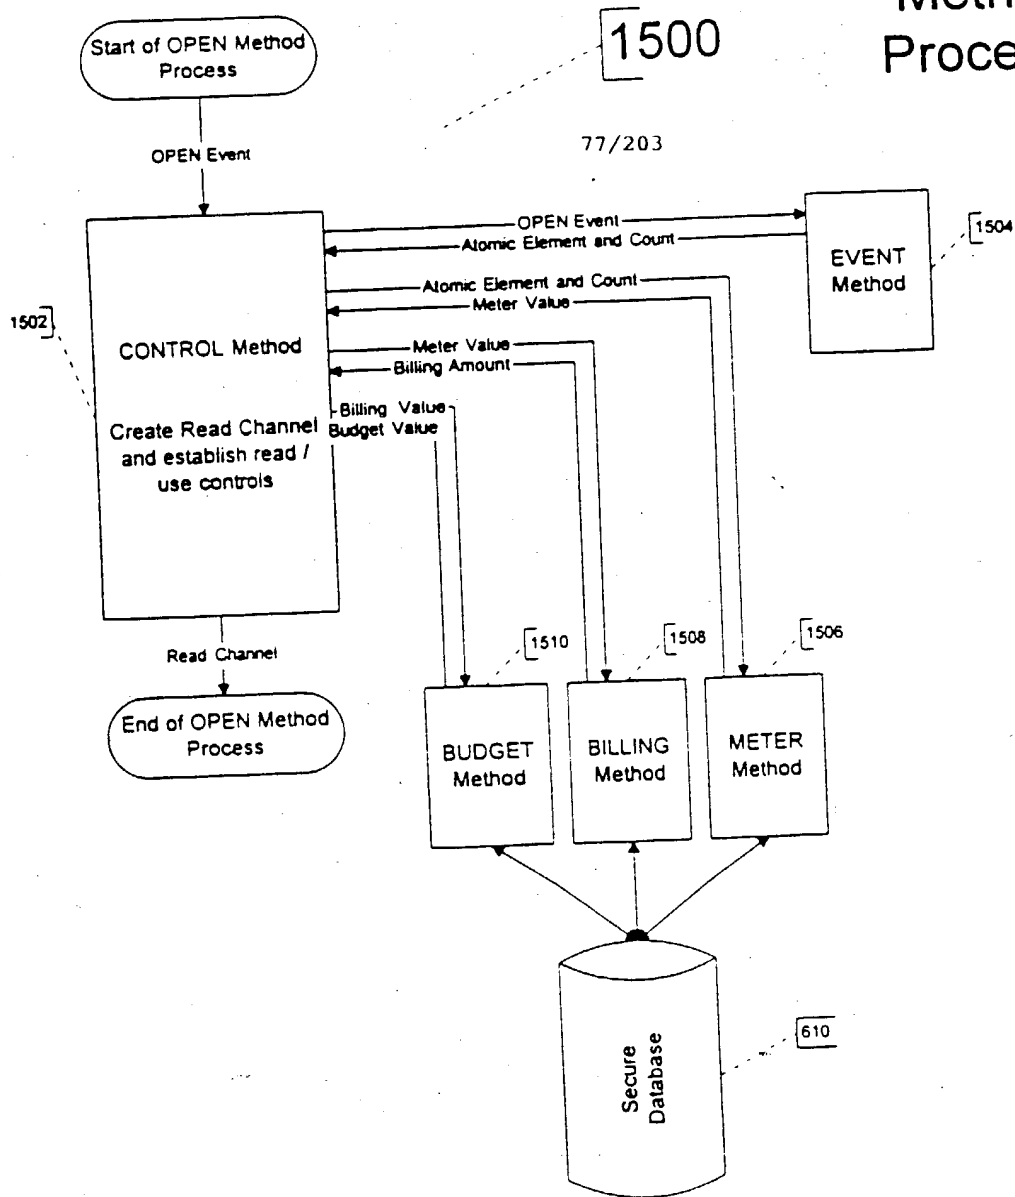 Start of OPEN Method
Process
1500
77/203
OPEN Event
OPEN Event
Atomic Element and Count
1504
EVENT
Method
Atomic Element and Count
Meter Value
1502
CONTROL Method
Meter Value
Billing Amount
Create Read Channel
and establish read /
use controls
Billing Value
Budget Value
Read Channel
1510
1508
1506
End of OPEN Method
Process
BUDGET
Method
BILLING
Method
METER
Method
610
Secure
Database